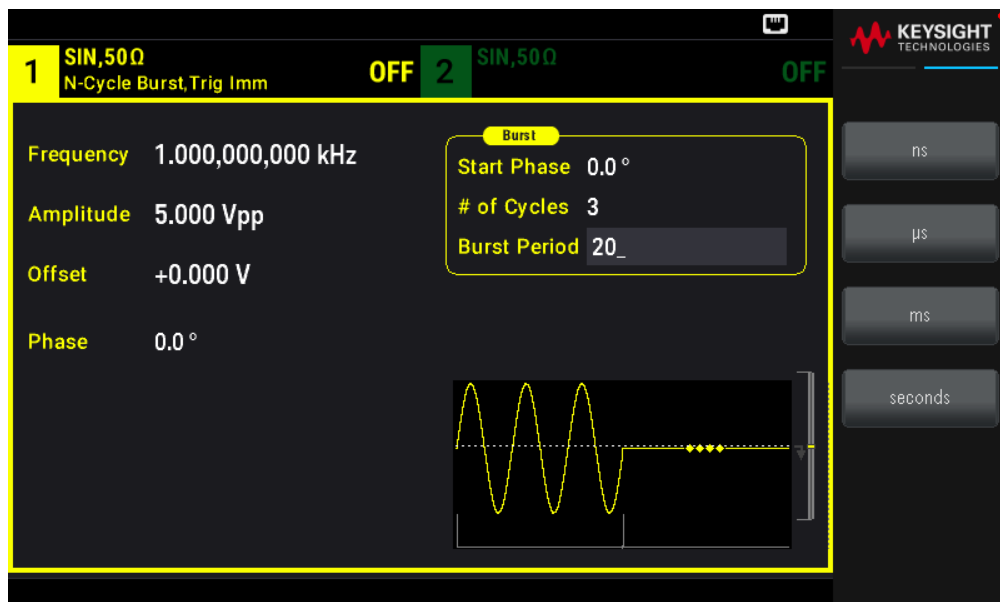 KEYSIGHT
TECHNOLOGIES
1 SIN,50Ω OFF 2 SIN,50Ω OFF
N-Cycle Burst,Trig Imm
Frequency 1.000,000,000 kHz
Amplitude 5.000 Vpp
Offset +0.000 V
Phase 0.0 °
Burst
Start Phase 0.0 °
# of Cycles 3
Burst Period 20_
ns
µs
ms
seconds